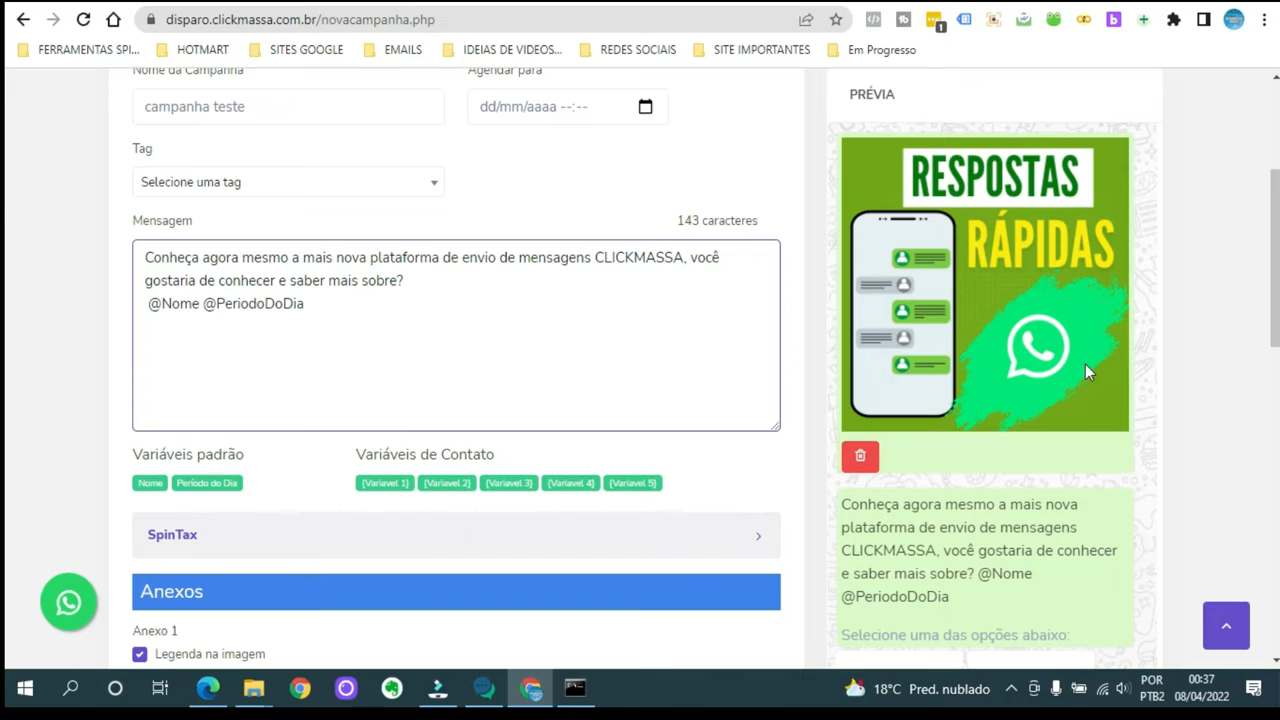 disparo.clickmassa.com.br/novacampanha.php
1
FERRAMENTAS SPI...
HOTMART
SITES GOOGLE
EMAILS
IDEIAS DE VIDEOS...
REDES SOCIAIS
SITE IMPORTANTES
Em Progresso
Nome da Campanha
Agendar para
campanha teste
dd/mm/aaaa --:--
Tag
Selecione uma tag
Mensagem
143 caracteres
Conheça agora mesmo a mais nova plataforma de envio de mensagens CLICKMASSA, você
gostaria de conhecer e saber mais sobre?
@Nome @PeriodoDoDia
Variáveis padrão
Variáveis de Contato
Nome
Período do Dia
{Variavel 1}
{Variavel 2}
{Variavel 3}
{Variavel 4}
{Variavel 5}
SpinTax
Anexos
Anexo 1
Legenda na imagem
PRÉVIA
RESPOSTAS
RÁPIDAS
Conheça agora mesmo a mais nova
plataforma de envio de mensagens
CLICKMASSA, você gostaria de conhecer
e saber mais sobre? @Nome
@PeriodoDoDia
Selecione uma das opções abaixo:
18°C Pred. nublado
POR
PTB2
00:37
08/04/2022